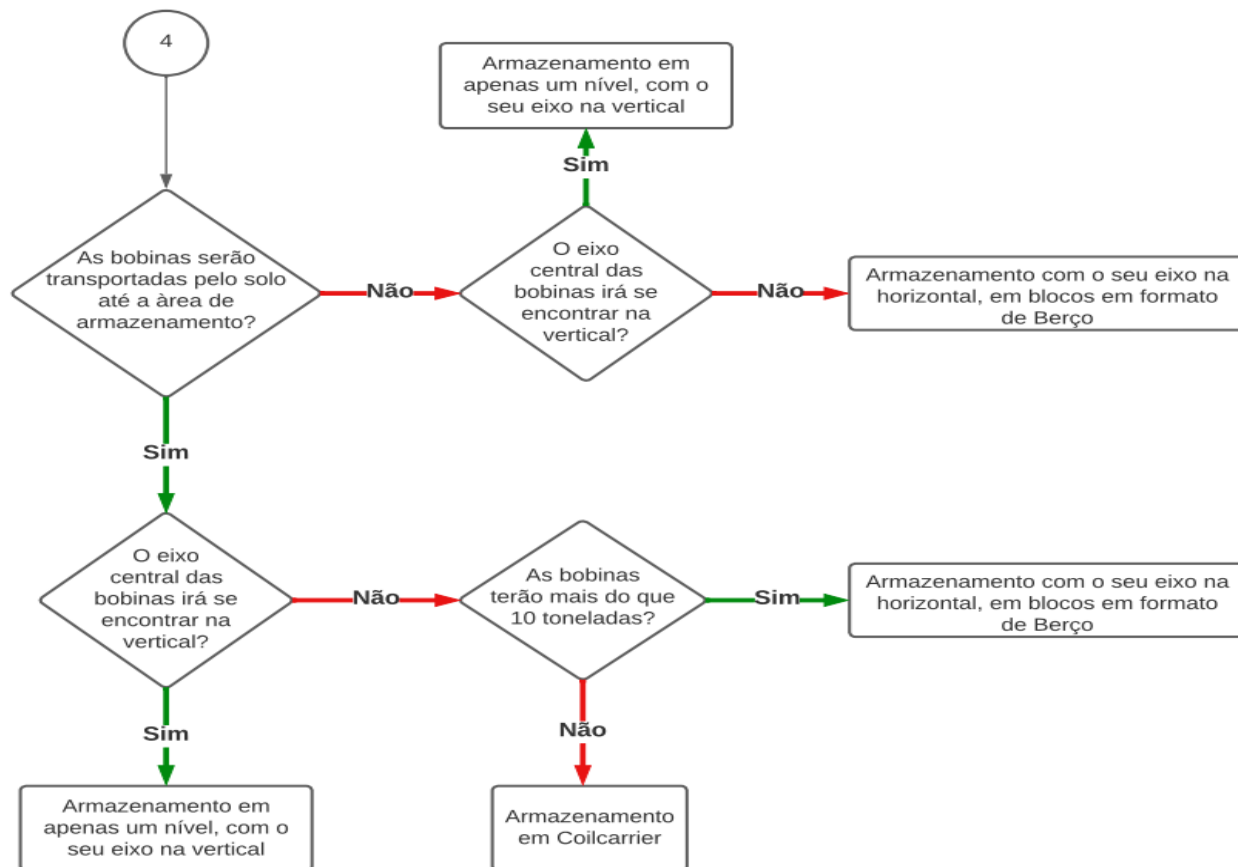 4
Armazenamento em
apenas um nível, com o
seu eixo na vertical
Sim
As bobinas serão
transportadas pelo solo
até a àrea de
armazenamento?
Não
O eixo
central das
bobinas irá se
encontrar na
vertical?
Não
Armazenamento com o seu eixo na
horizontal, em blocos em formato
de Berço
Sim
O eixo
central das
bobinas irá se
encontrar na
vertical?
Não
As bobinas
terão mais do que
10 toneladas?
Sim
Armazenamento com o seu eixo na
horizontal, em blocos em formato
de Berço
Sim
Não
Armazenamento em
apenas um nível, com o
seu eixo na vertical
Armazenamento
em Coilcarrier